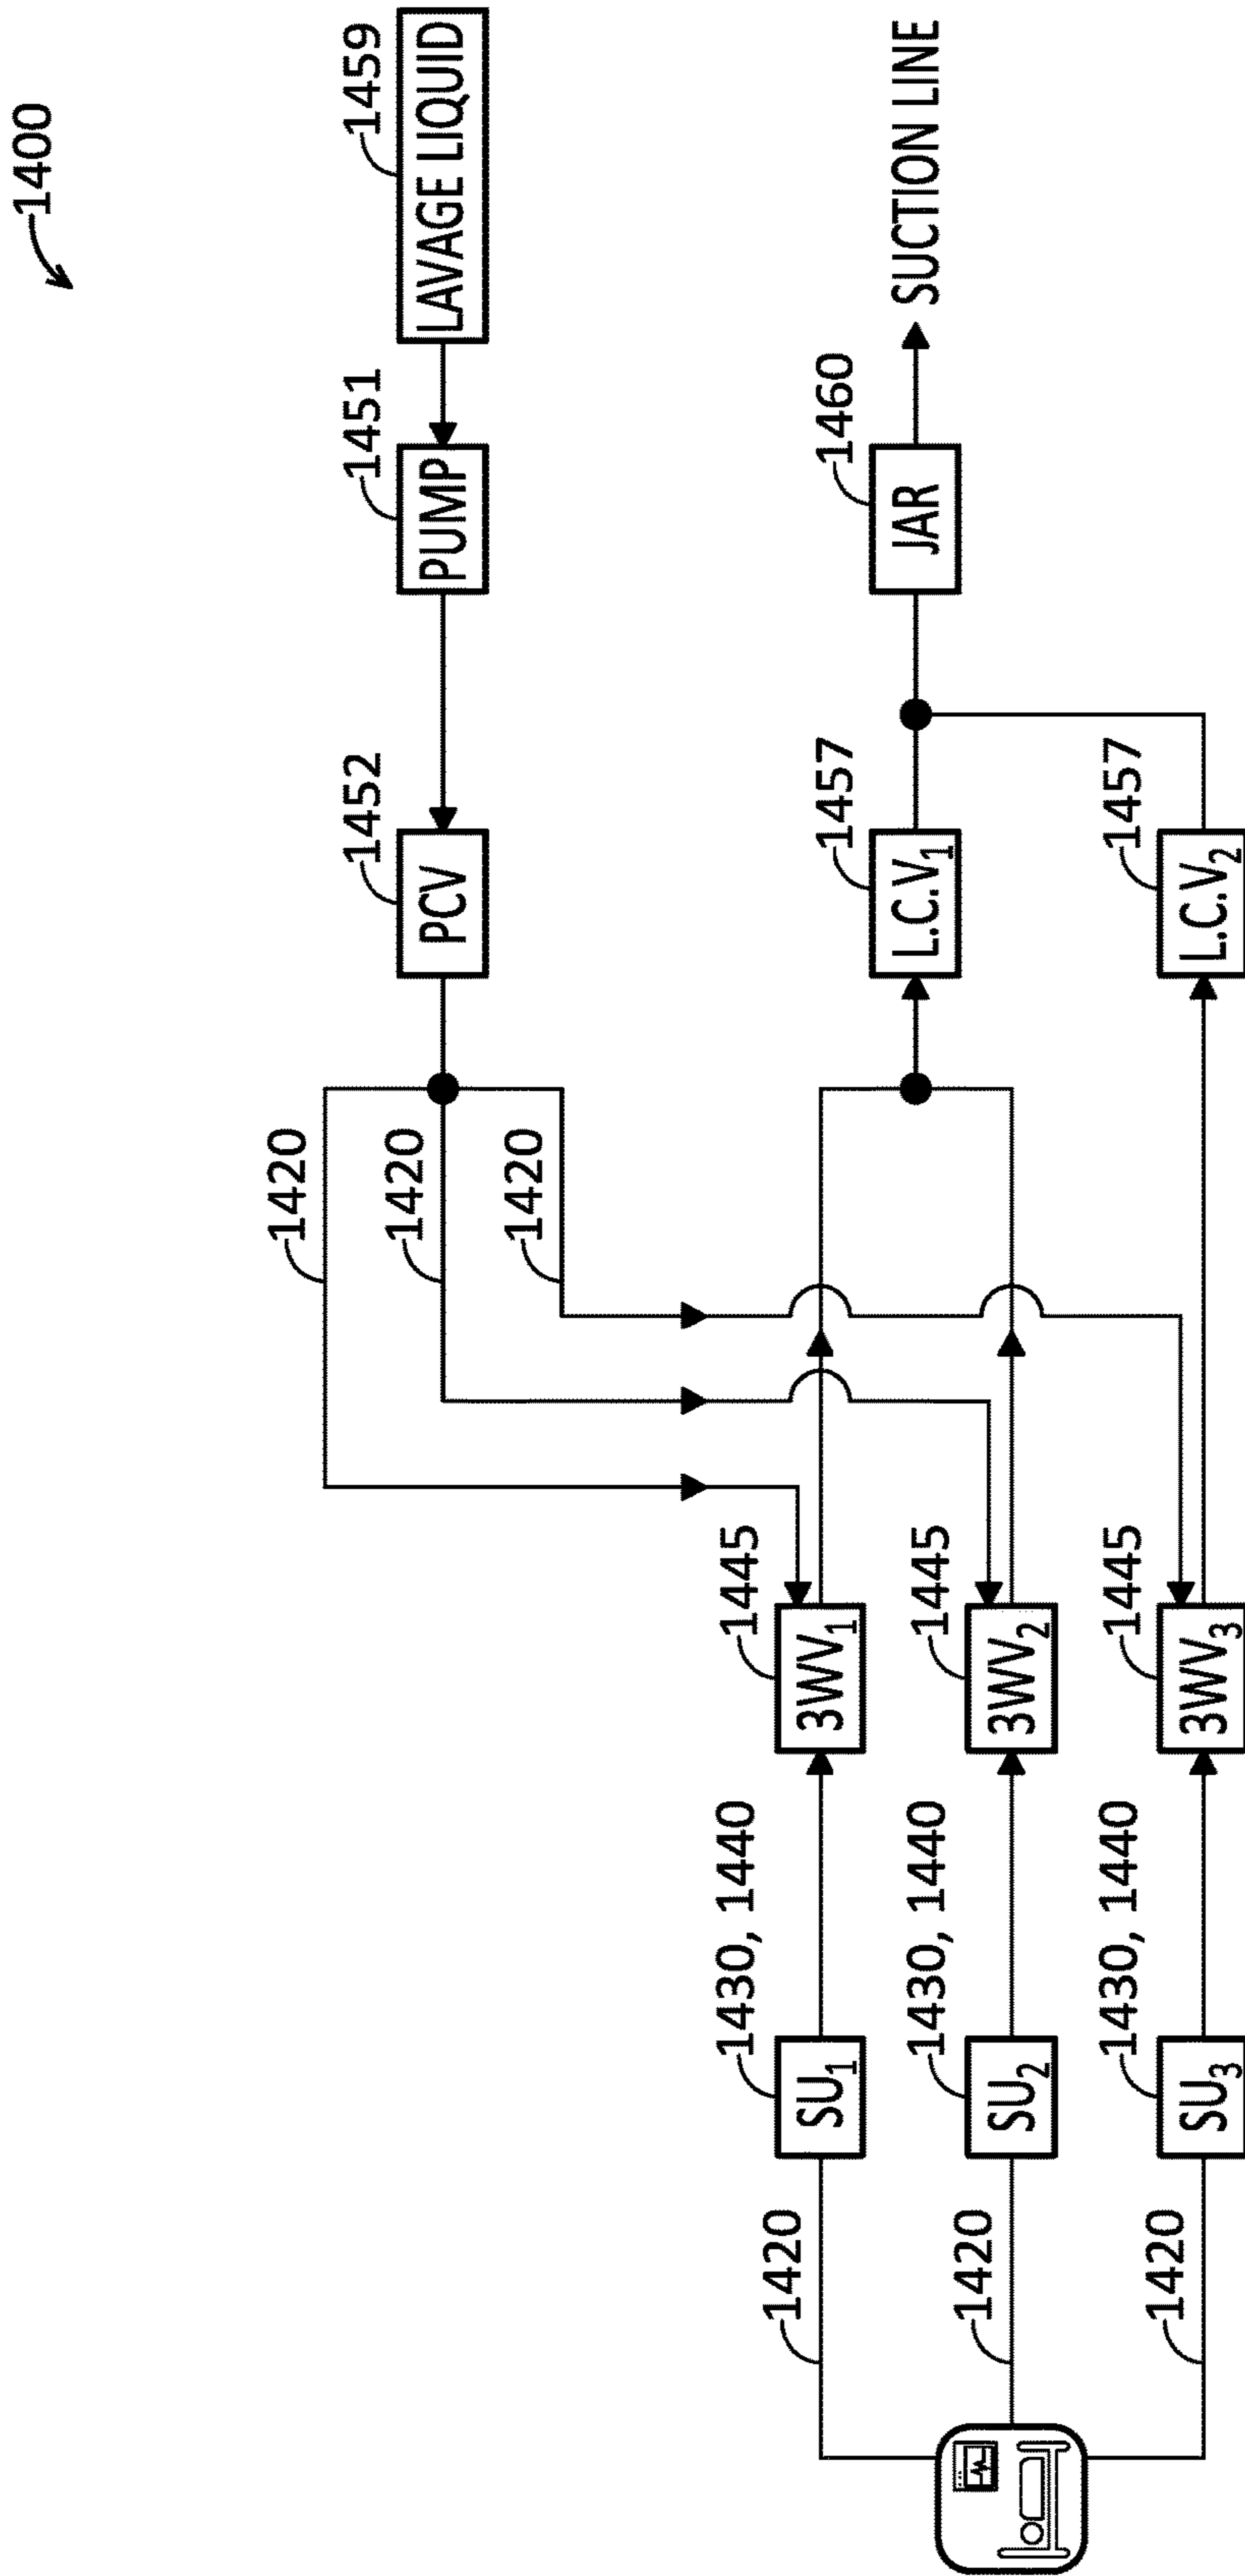 1400
1459
LAVAGE LIQUID
1451
PUMP
1452
PCV
1420
1420
1420
SUCTION LINE
1460
JAR
1457
L.C.V₁
1457
L.C.V₂
1445
3WV₁
1445
3WV₂
1445
3WV₃
1430, 1440
SU₁
1430, 1440
SU₂
1430, 1440
SU₃
1420
1420
1420